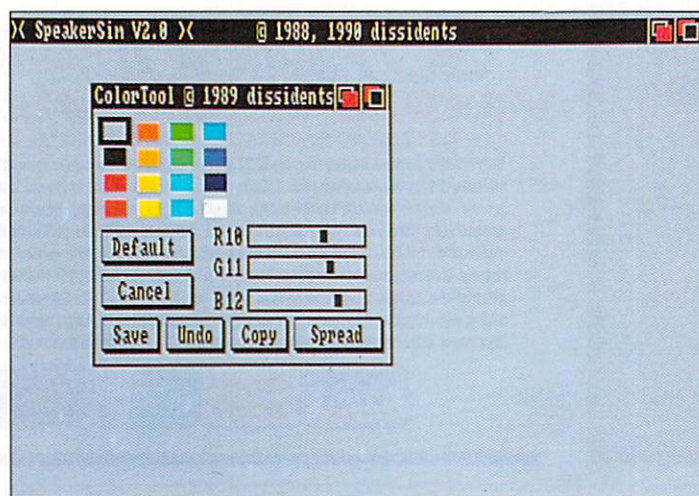 >< SpeakerSim V2.0 >< © 1988, 1990 dissidents
ColorTool © 1989 dissidents
Default
R10
G11
Cancel
B12
Save Undo Copy Spread